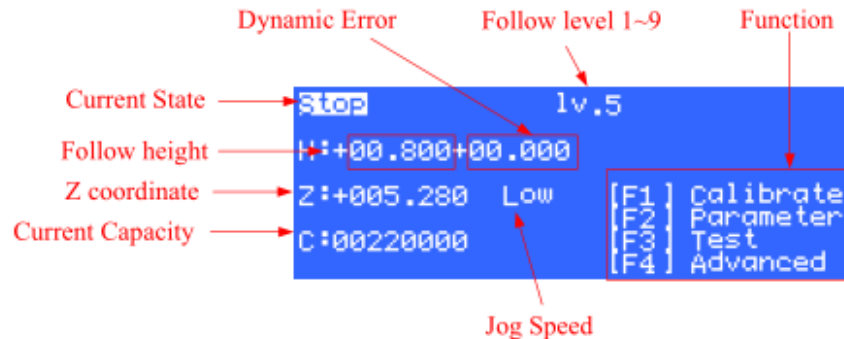 Dynamic Error Follow level 1~9 Function
Current State Stop lv.5
Follow height H:+00.800+00.000
Z coordinate Z:+005.280 Low [F1] Calibrate
[F2] Parameter
Current Capacity C:00220000 [F3] Test
[F4] Advanced
Jog Speed